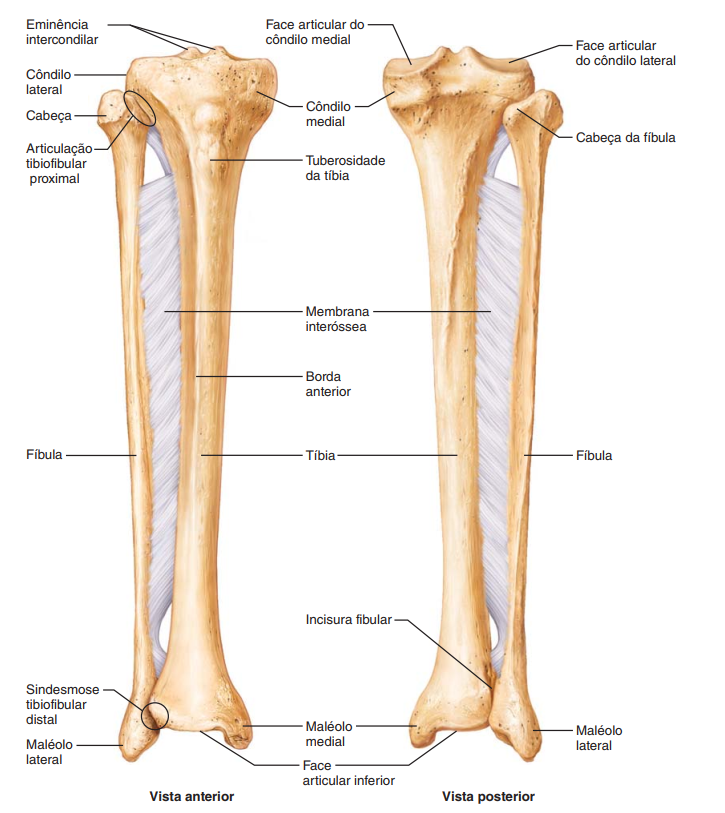 Eminência
intercondilar
Côndilo
lateral
Cabeça
Articulação
tibiofibular
proximal
Fíbula
Sindesmose
tibiofibular
distal
Maléolo
lateral
Face articular do
côndilo medial
Côndilo
medial
Tuberosidade
da tíbia
Membrana
interóssea
Borda
anterior
Tíbia
Incisura fibular
Maléolo
medial
Face
articular inferior
Face articular
do côndilo lateral
Cabeça da fíbula
Fíbula
Maléolo
lateral
Vista anterior
Vista posterior